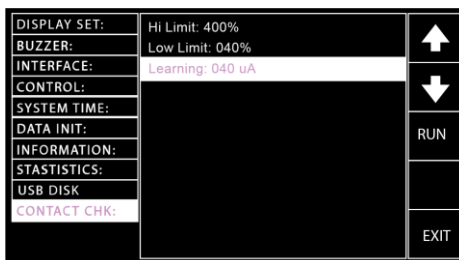 DISPLAY SET:
BUZZER:
INTERFACE:
CONTROL:
SYSTEM TIME:
DATA INIT:
INFORMATION:
STASTISTICS:
USB DISK
CONTACT CHK:
Hi Limit: 400%
Low Limit: 040%
Learning: 040 uA
RUN
EXIT